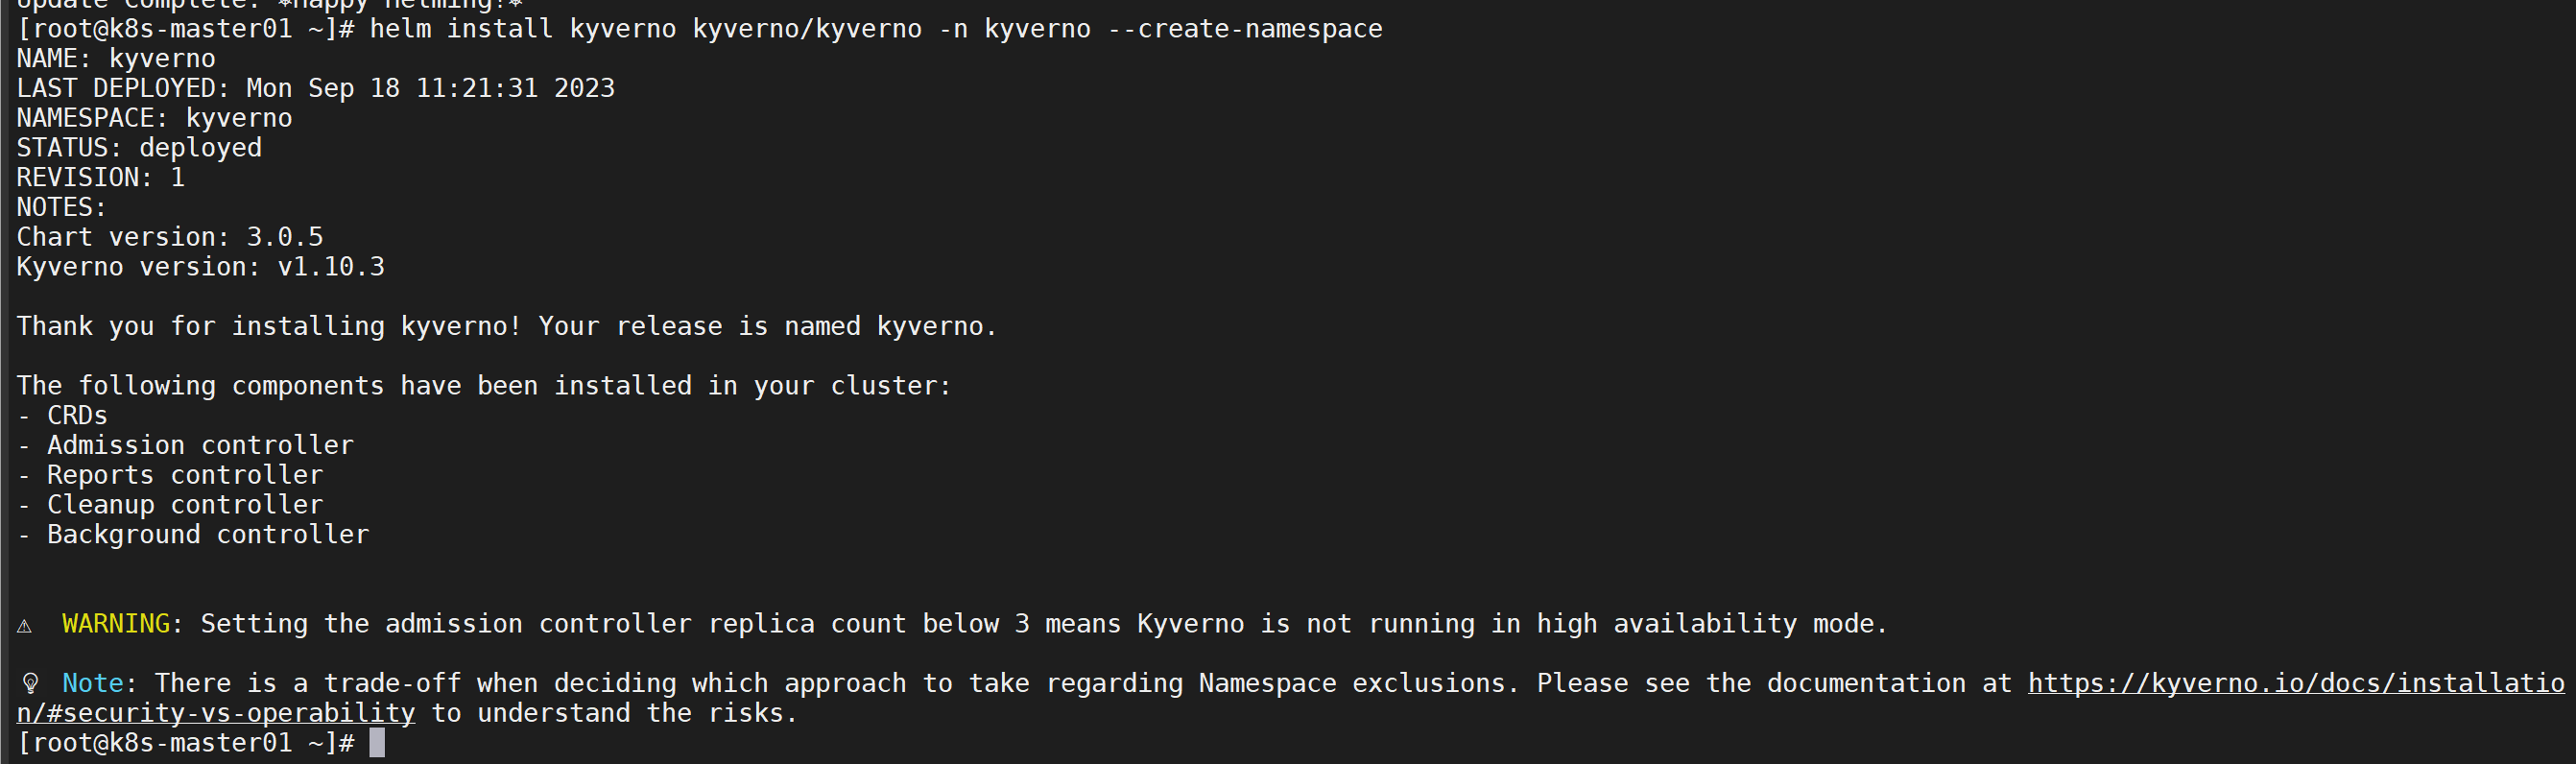 Update Complete. ⎈Happy Helming!⎈
[root@k8s-master01 ~]# helm install kyverno kyverno/kyverno -n kyverno --create-namespace
NAME: kyverno
LAST DEPLOYED: Mon Sep 18 11:21:31 2023
NAMESPACE: kyverno
STATUS: deployed
REVISION: 1
NOTES:
Chart version: 3.0.5
Kyverno version: v1.10.3
Thank you for installing kyverno! Your release is named kyverno.
The following components have been installed in your cluster:
- CRDs
- Admission controller
- Reports controller
- Cleanup controller
- Background controller
⚠ WARNING: Setting the admission controller replica count below 3 means Kyverno is not running in high availability mode.
💡 Note: There is a trade-off when deciding which approach to take regarding Namespace exclusions. Please see the documentation at https://kyverno.io/docs/installatio
n/#security-vs-operability to understand the risks.
[root@k8s-master01 ~]#